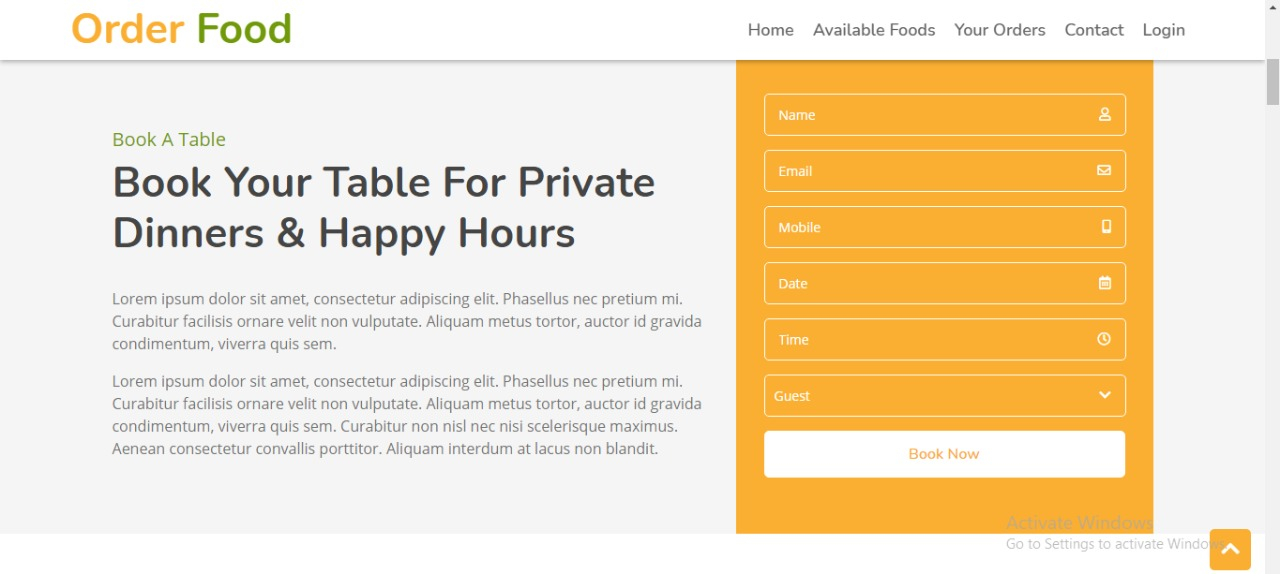 Order Food
Home Available Foods Your Orders Contact Login
Book A Table
Book Your Table For Private
Dinners & Happy Hours
Lorem ipsum dolor sit amet, consectetur adipiscing elit. Phasellus nec pretium mi.
Curabitur facilisis ornare velit non vulputate. Aliquam metus tortor, auctor id gravida
condimentum, viverra quis sem.
Lorem ipsum dolor sit amet, consectetur adipiscing elit. Phasellus nec pretium mi.
Curabitur facilisis ornare velit non vulputate. Aliquam metus tortor, auctor id gravida
condimentum, viverra quis sem. Curabitur non nisl nec nisi scelerisque maximus.
Aenean consectetur convallis porttitor. Aliquam interdum at lacus non blandit.
Name
Email
Mobile
Date
Time
Guest
Book Now
Activate Windows
Go to Settings to activate Windows.